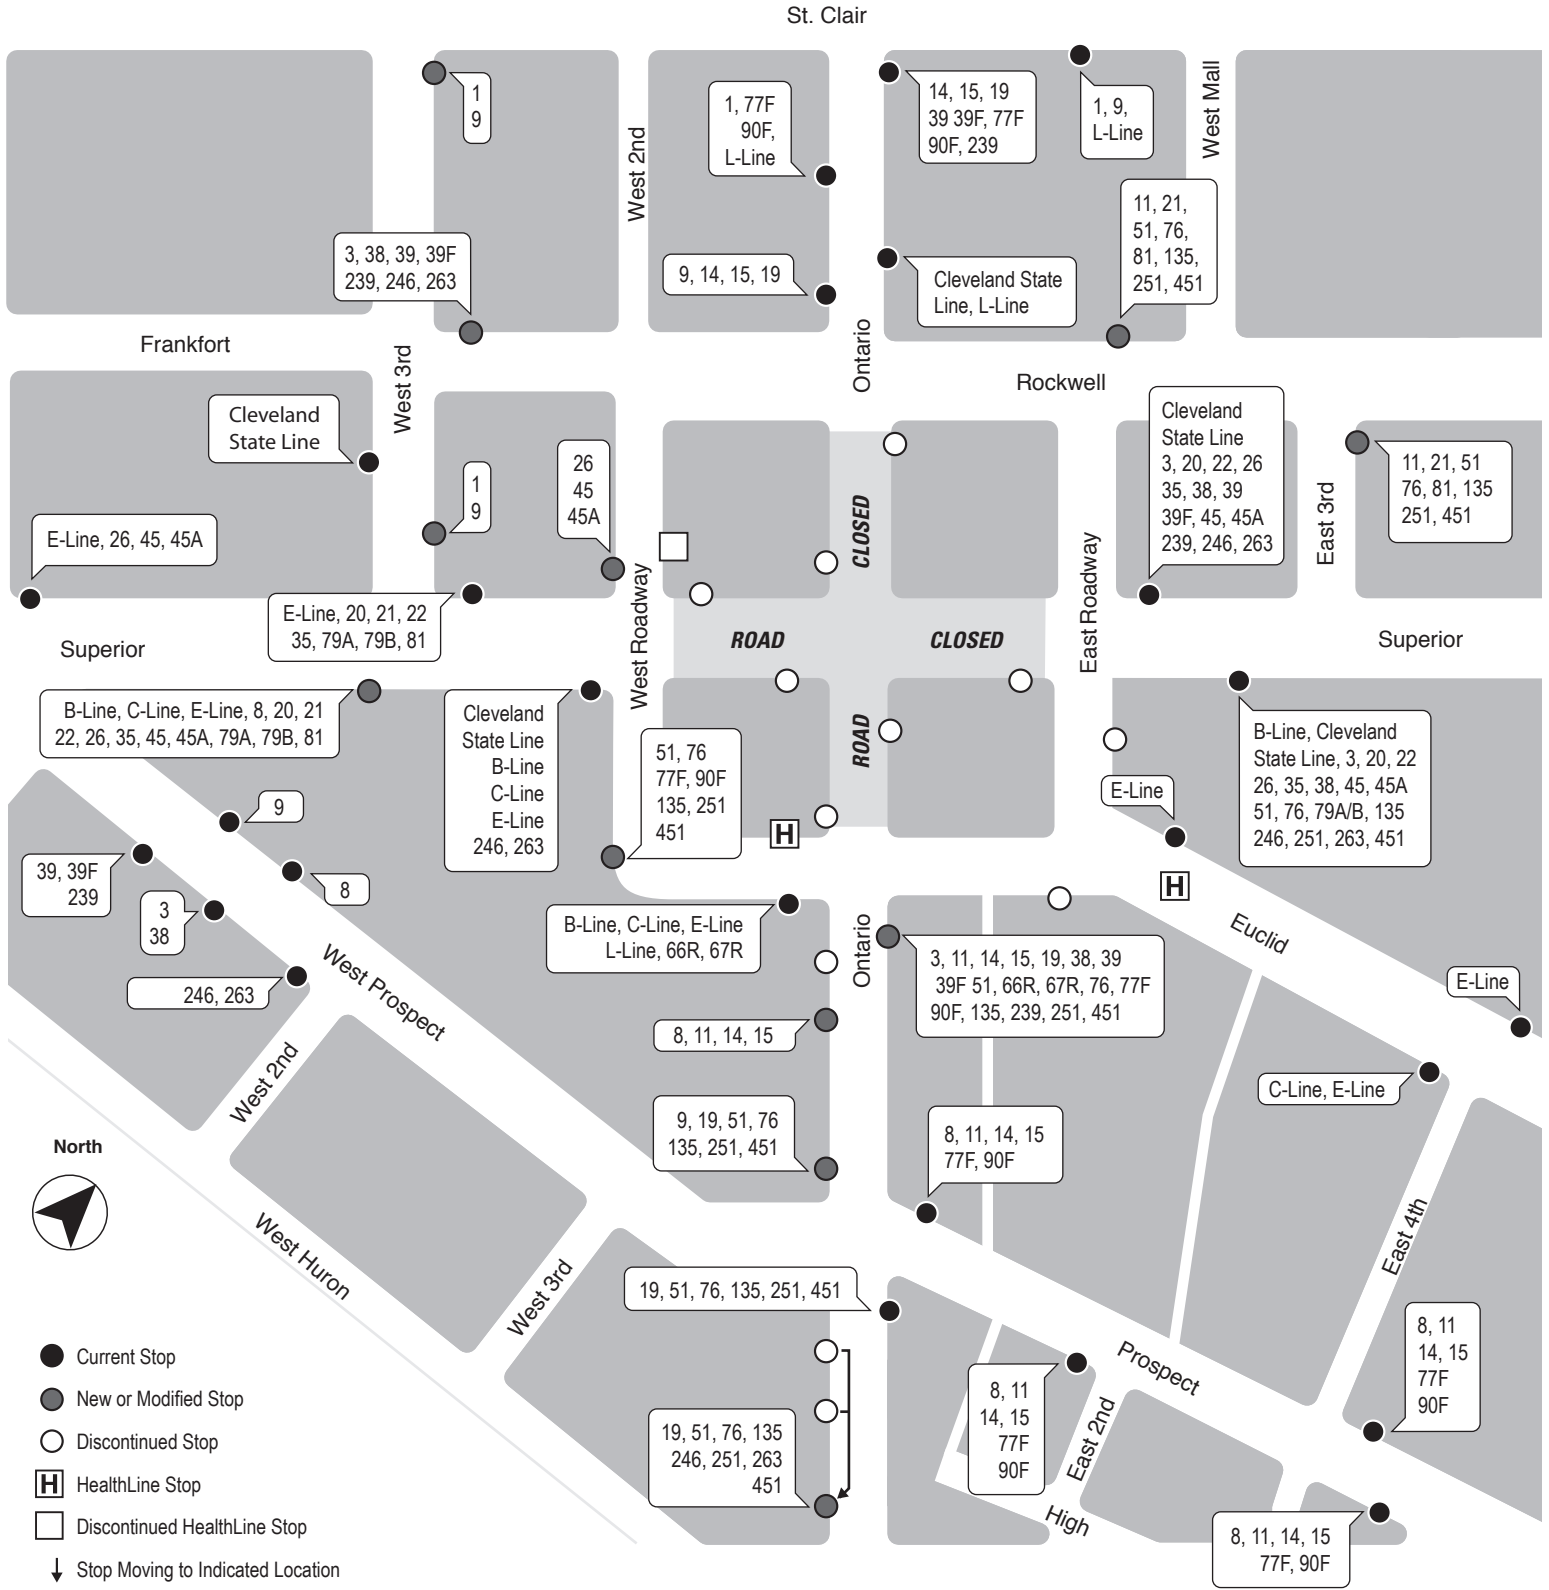 St. Clair
1
9
West 2nd
1, 77F
90F,
L-Line
14, 15, 19
39 39F, 77F
90F, 239
1, 9,
L-Line
West Mall
3, 38, 39, 39F
239, 246, 263
9, 14, 15, 19
Cleveland State
Line, L-Line
11, 21,
51, 76,
81, 135,
251, 451
Frankfort
West 3rd
Ontario
Rockwell
Cleveland
State Line
1
9
26
45
45A
E-Line, 26, 45, 45A
E-Line, 20, 21, 22
35, 79A, 79B, 81
CLOSED
Cleveland
State Line
3, 20, 22, 26
35, 38, 39
39F, 45, 45A
239, 246, 263
East 3rd
11, 21, 51
76, 81, 135
251, 451
Superior
West Roadway
ROAD
CLOSED
East Roadway
Superior
B-Line, C-Line, E-Line, 8, 20, 21
22, 26, 35, 45, 45A, 79A, 79B, 81
Cleveland
State Line
B-Line
C-Line
E-Line
246, 263
51, 76
77F, 90F
135, 251
451
ROAD
H
E-Line
B-Line, Cleveland
State Line, 3, 20, 22
26, 35, 38, 45, 45A
51, 76, 79A/B, 135
246, 251, 263, 451
9
39, 39F
239
8
3
38
246, 263
West Prospect
B-Line, C-Line, E-Line
L-Line, 66R, 67R
Ontario
H
Euclid
3, 11, 14, 15, 19, 38, 39
39F 51, 66R, 67R, 76, 77F
90F, 135, 239, 251, 451
E-Line
8, 11, 14, 15
C-Line, E-Line
West 2nd
9, 19, 51, 76
135, 251, 451
8, 11, 14, 15
77F, 90F
North
West Huron
West 3rd
East 4th
19, 51, 76, 135, 251, 451
Prospect
8, 11
14, 15
77F
90F
8, 11
14, 15
77F
90F
East 2nd
19, 51, 76, 135
246, 251, 263
451
High
8, 11, 14, 15
77F, 90F
Current Stop
New or Modified Stop
Discontinued Stop
H HealthLine Stop
Discontinued HealthLine Stop
Stop Moving to Indicated Location